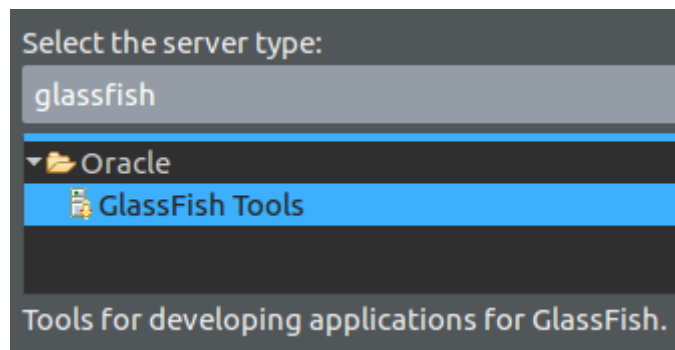 Select the server type:
glassfish
Oracle
GlassFish Tools
Tools for developing applications for GlassFish.